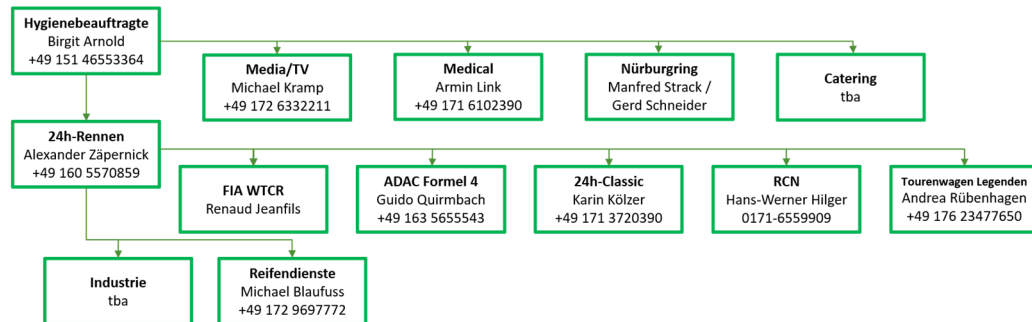 Hygienebeauftragte
Birgit Arnold
+49 151 46553364
Media/TV
Michael Kramp
+49 172 6332211
Medical
Armin Link
+49 171 6102390
Nürburgring
Manfred Strack /
Gerd Schneider
Catering
tba
24h-Rennen
Alexander Zäpernick
+49 160 5570859
FIA WTCR
Renaud Jeanfils
ADAC Formel 4
Guido Quirmbach
+49 163 5655543
24h-Classic
Karin Kölzer
+49 171 3720390
RCN
Hans-Werner Hilger
0171-6559909
Tourenwagen Legenden
Andrea Rübenhagen
+49 176 23477650
Industrie
tba
Reifendienste
Michael Blaufuss
+49 172 9697772